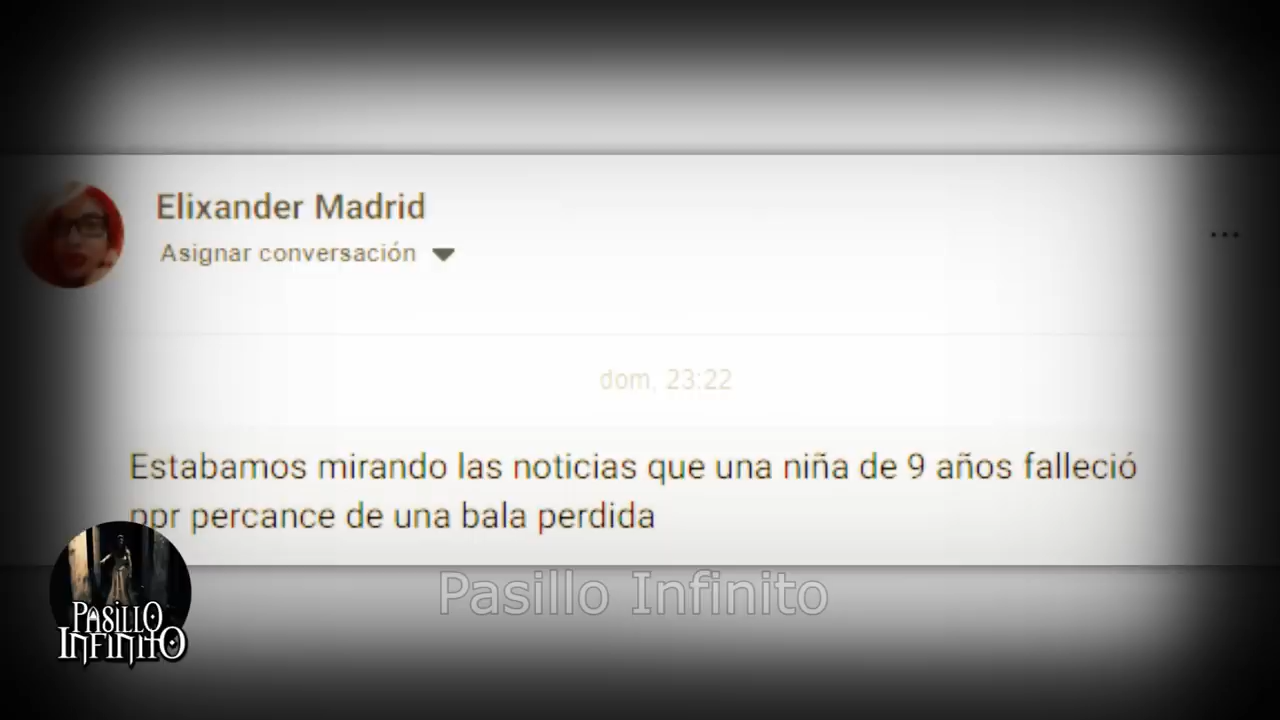 Elixander Madrid
Asignar conversación
...
dom, 23:22
Estabamos mirando las noticias que una niña de 9 años falleció
ppr percance de una bala perdida
Pasillo Infinito
PASILLO
INFINITO